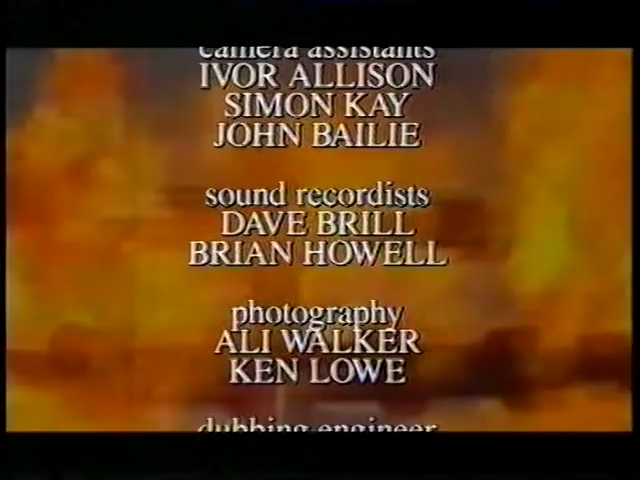 camera assistants
IVOR ALLISON
SIMON KAY
JOHN BAILIE
sound recordists
DAVE BRILL
BRIAN HOWELL
photography
ALI WALKER
KEN LOWE
dubbing engineer